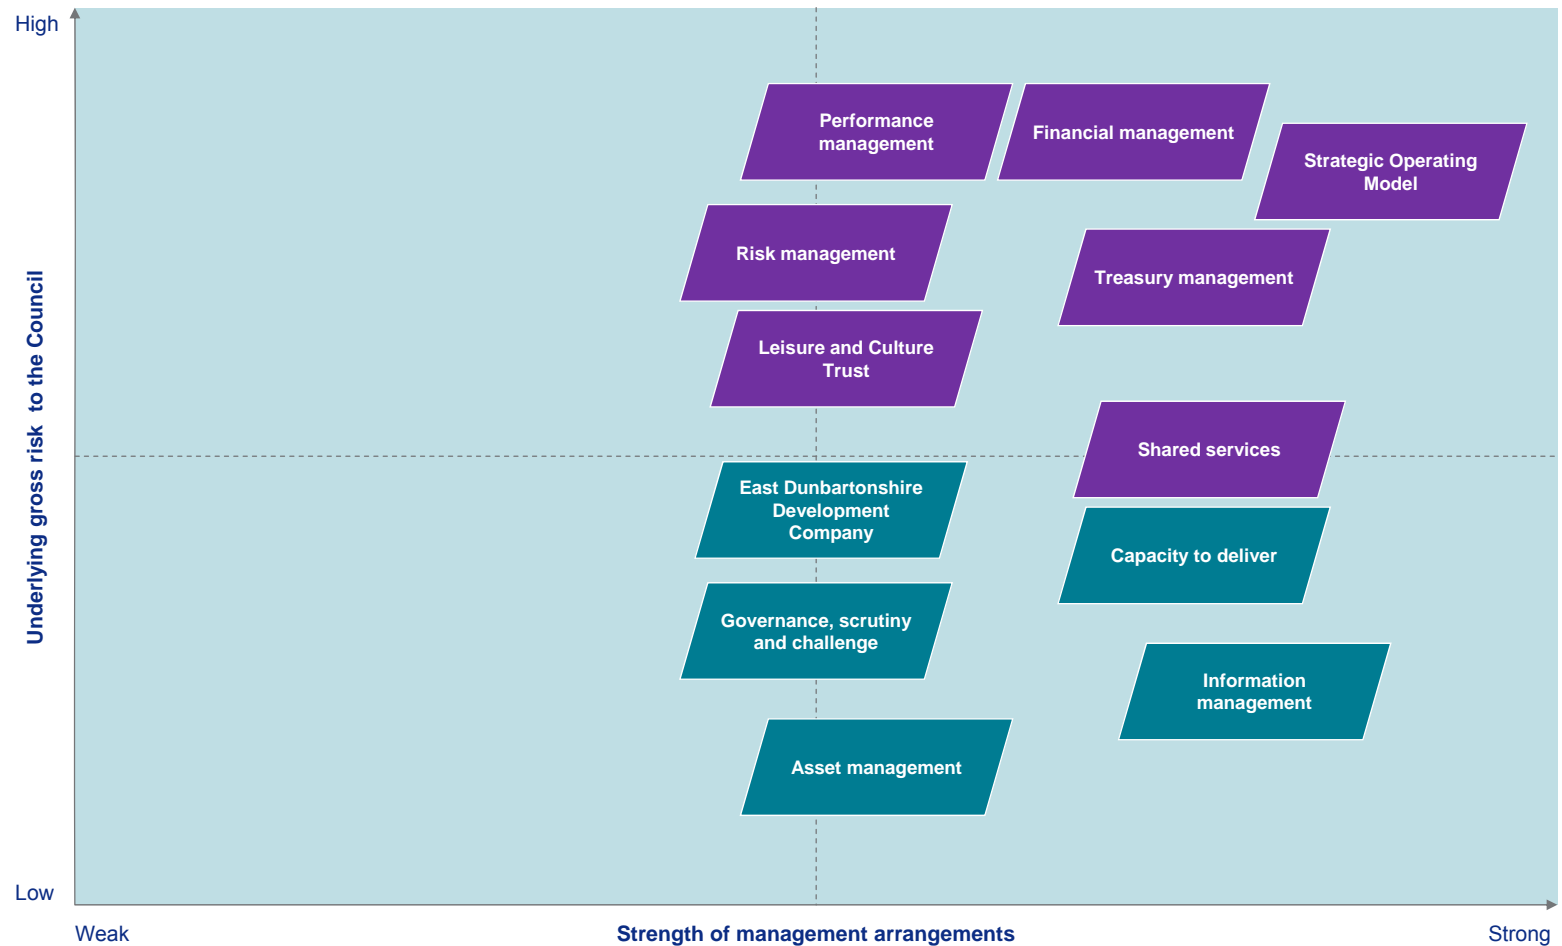 High
Performance
management
Financial management
Strategic Operating
Model
Risk management
Treasury management
Leisure and Culture
Trust
Underlying gross risk  to the Council
Shared services
East Dunbartonshire
Development
Company
Capacity to deliver
Governance, scrutiny
and challenge
Information
management
Asset management
Low
Weak
Strength of management arrangements
Strong